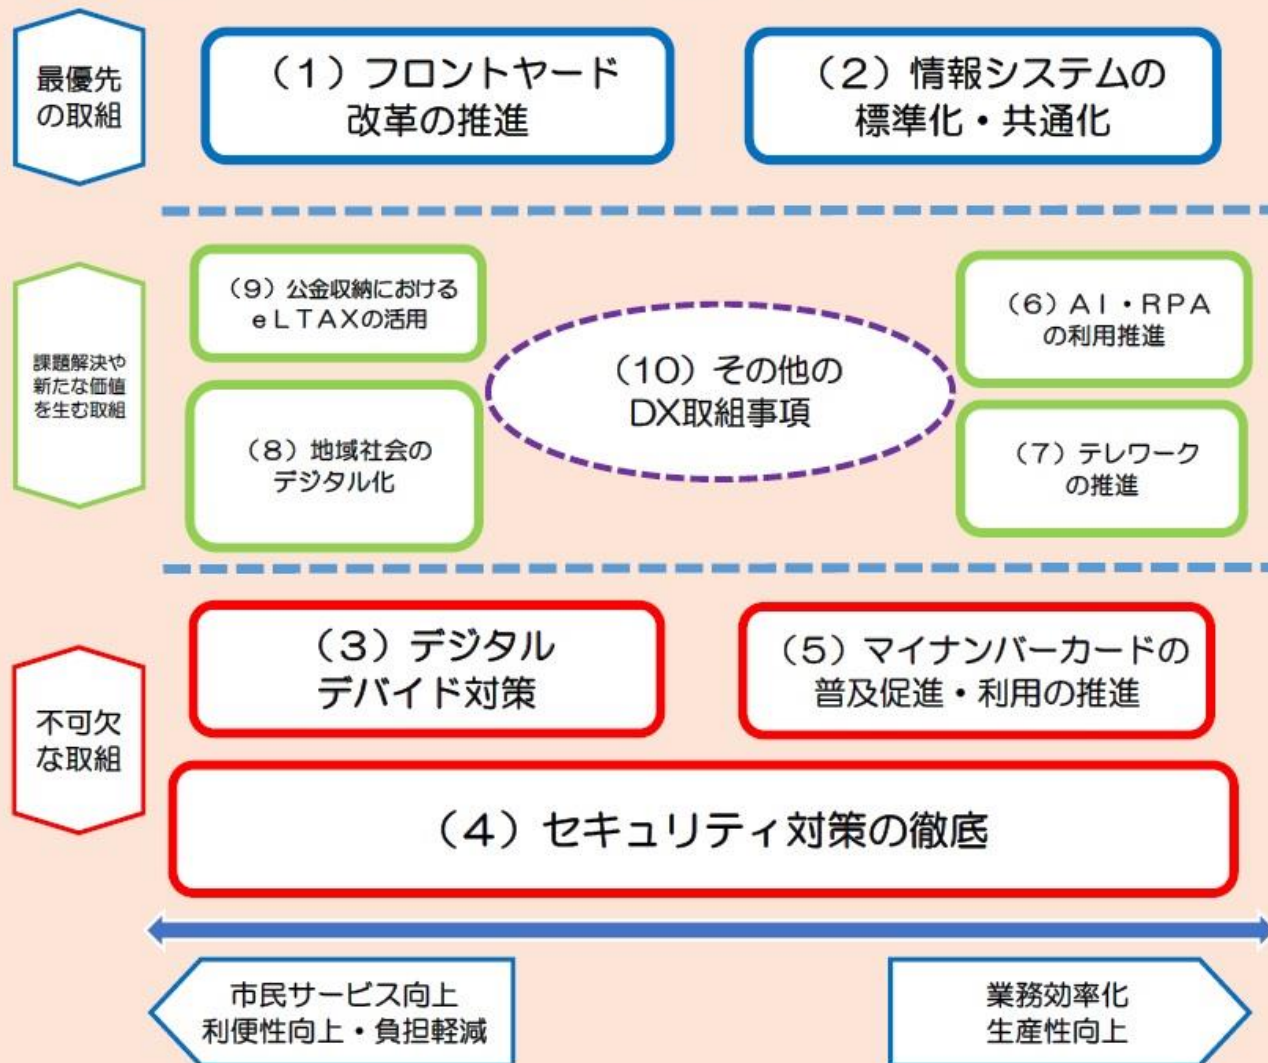 最優先
の取組
（１）フロントヤード
改革の推進
（２）情報システムの
標準化・共通化
課題解決や
新たな価値
を生む取組
（９）公金収納における
ｅＬＴＡＸの活用
（８）地域社会の
デジタル化
（10）その他の
DX取組事項
（６）ＡＩ・ＲＰＡ
の利用推進
（７）テレワーク
の推進
不可欠
な取組
（３）デジタル
デバイド対策
（５）マイナンバーカードの
普及促進・利用の推進
（４）セキュリティ対策の徹底
市民サービス向上
利便性向上・負担軽減
業務効率化
生産性向上